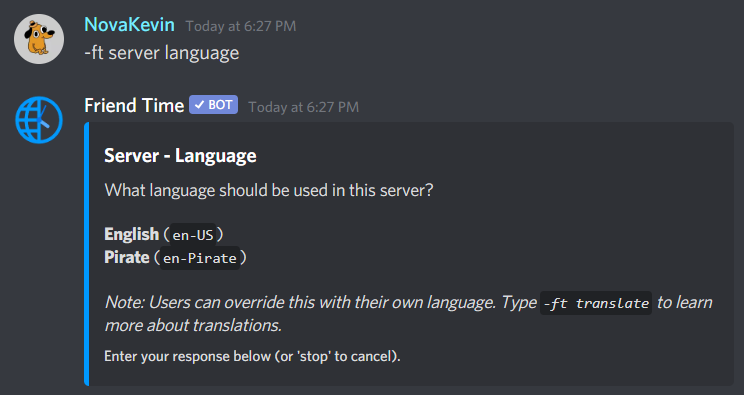 NovaKevin Today at 6:27 PM
-ft server language
Friend Time ✓ BOT Today at 6:27 PM
Server - Language
What language should be used in this server?
English (en-US)
Pirate (en-Pirate)
Note: Users can override this with their own language. Type -ft translate to learn
more about translations.
Enter your response below (or 'stop' to cancel).